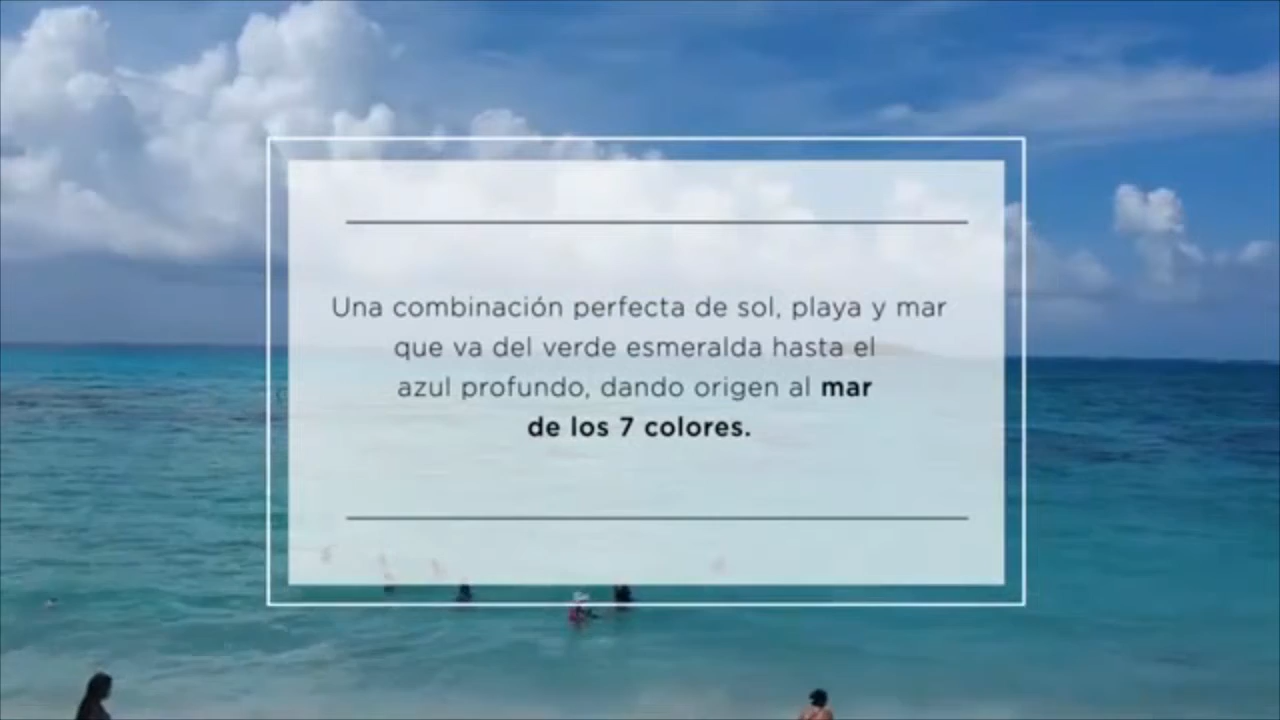 Una combinación perfecta de sol, playa y mar
que va del verde esmeralda hasta el
azul profundo, dando origen al mar
de los 7 colores.